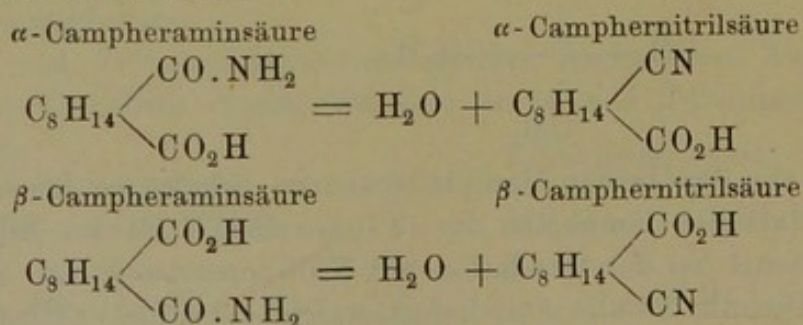 α-Campheraminsäure α-Camphernitrilsäure
CO.NH₂ CN
C₈H₁₄ = H₂O + C₈H₁₄
CO₂H CO₂H
β-Campheraminsäure β-Camphernitrilsäure
CO₂H CO₂H
C₈H₁₄ = H₂O + C₈H₁₄
CO.NH₂ CN